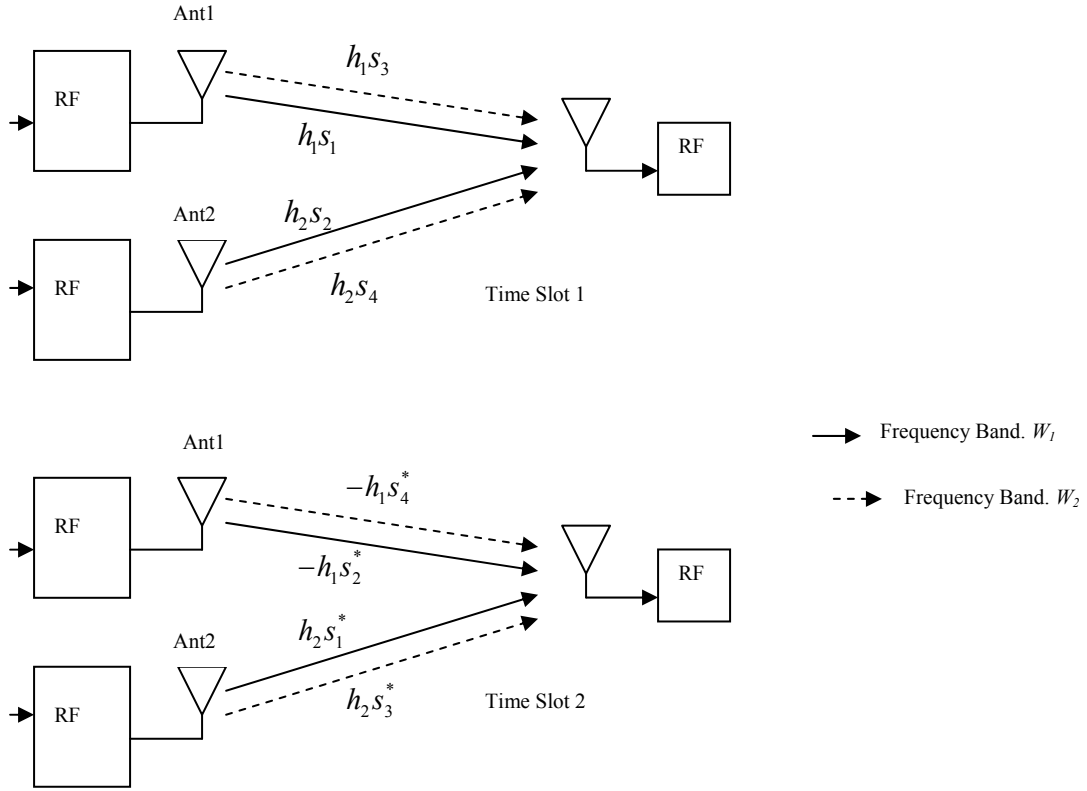 Ant1
RF
h₁s₃
h₁s₁
RF
Ant2
RF
h₂s₂
h₂s₄
Time Slot 1
Frequency Band. W₁
Frequency Band. W₂
Ant1
RF
−h₁s₄*
−h₁s₂*
RF
Ant2
RF
h₂s₁*
h₂s₃*
Time Slot 2